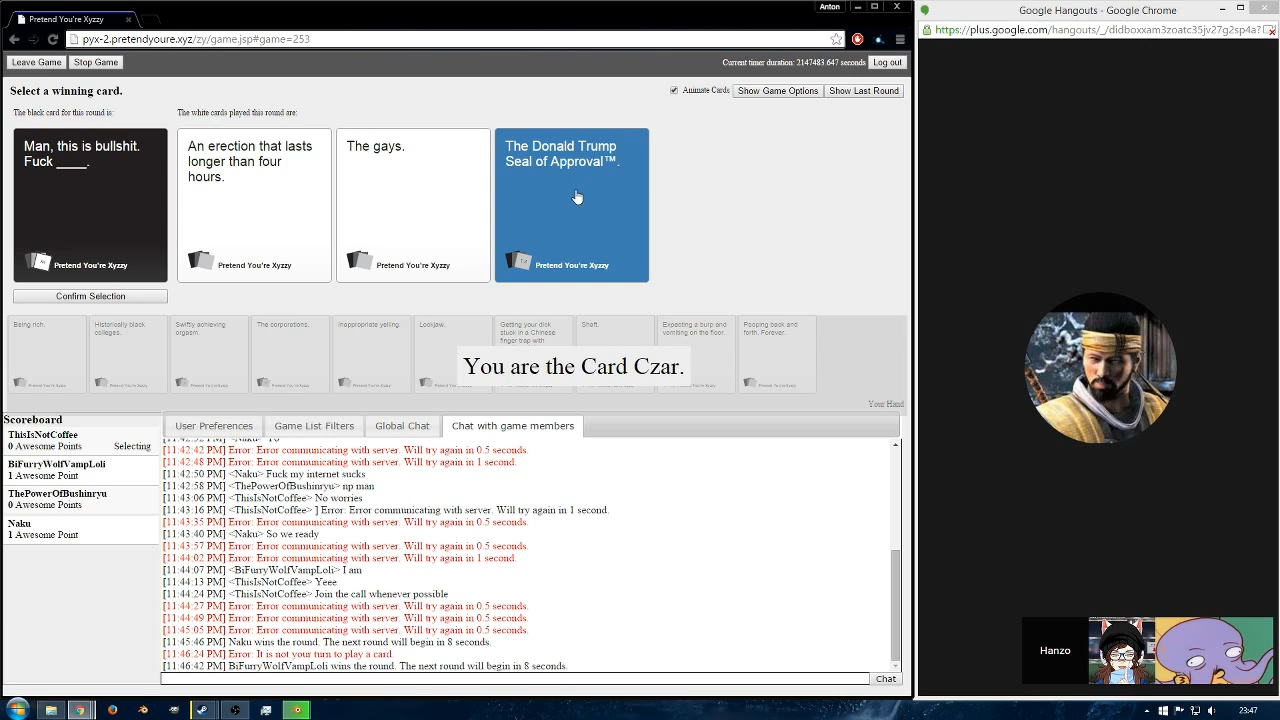 Pretend You're Xyzzy
Anton
Google Hangouts - Google Chrome
pyx-2.pretendyoure.xyz/zy/game.jsp#game=253
https://plus.google.com/hangouts/_/didboxxam3zoatc35jv27g2sp4a?
Leave Game
Stop Game
Current timer duration: 2147483.647 seconds
Log out
Select a winning card.
Animate Cards
Show Game Options
Show Last Round
The black card for this round is:
The white cards played this round are:
Man, this is bullshit.
Fuck ____.
Pretend You're Xyzzy
An erection that lasts
longer than four
hours.
Pretend You're Xyzzy
The gays.
Pretend You're Xyzzy
The Donald Trump
Seal of Approval™.
Pretend You're Xyzzy
Confirm Selection
Being rich.
Historically black
colleges.
Swiftly achieving
orgasm.
The corporations.
Inappropriate yelling.
Lockjaw.
Getting your dick
stuck in a Chinese
finger trap with
Shaft.
Expecting a burp and
vomiting on the floor.
Pooping back and
forth. Forever.
You are the Card Czar.
Your Hand
Scoreboard
ThisIsNotCoffee
0 Awesome Points
Selecting
BiFurryWolfVampLoli
1 Awesome Point
ThePowerOfBushinryu
0 Awesome Points
Naku
1 Awesome Point
User Preferences
Game List Filters
Global Chat
Chat with game members
[11:42:42 PM] Error: Error communicating with server. Will try again in 0.5 seconds.
[11:42:48 PM] Error: Error communicating with server. Will try again in 1 second.
[11:42:50 PM] <Naku> Fuck my internet sucks
[11:42:58 PM] <ThePowerOfBushinryu> np man
[11:43:06 PM] <ThisIsNotCoffee> No worries
[11:43:16 PM] <ThisIsNotCoffee> ] Error: Error communicating with server. Will try again in 1 second.
[11:43:35 PM] Error: Error communicating with server. Will try again in 0.5 seconds.
[11:43:40 PM] <Naku> So we ready
[11:43:57 PM] Error: Error communicating with server. Will try again in 0.5 seconds.
[11:44:02 PM] Error: Error communicating with server. Will try again in 1 second.
[11:44:07 PM] <BiFurryWolfVampLoli> I am
[11:44:13 PM] <ThisIsNotCoffee> Yeee
[11:44:24 PM] <ThisIsNotCoffee> Join the call whenever possible
[11:44:27 PM] Error: Error communicating with server. Will try again in 0.5 seconds.
[11:44:49 PM] Error: Error communicating with server. Will try again in 0.5 seconds.
[11:45:05 PM] Error: Error communicating with server. Will try again in 0.5 seconds.
[11:45:46 PM] Naku wins the round. The next round will begin in 8 seconds.
[11:46:24 PM] Error: It is not your turn to play a card.
[11:46:42 PM] BiFurryWolfVampLoli wins the round. The next round will begin in 8 seconds.
Chat
Hanzo
23:47